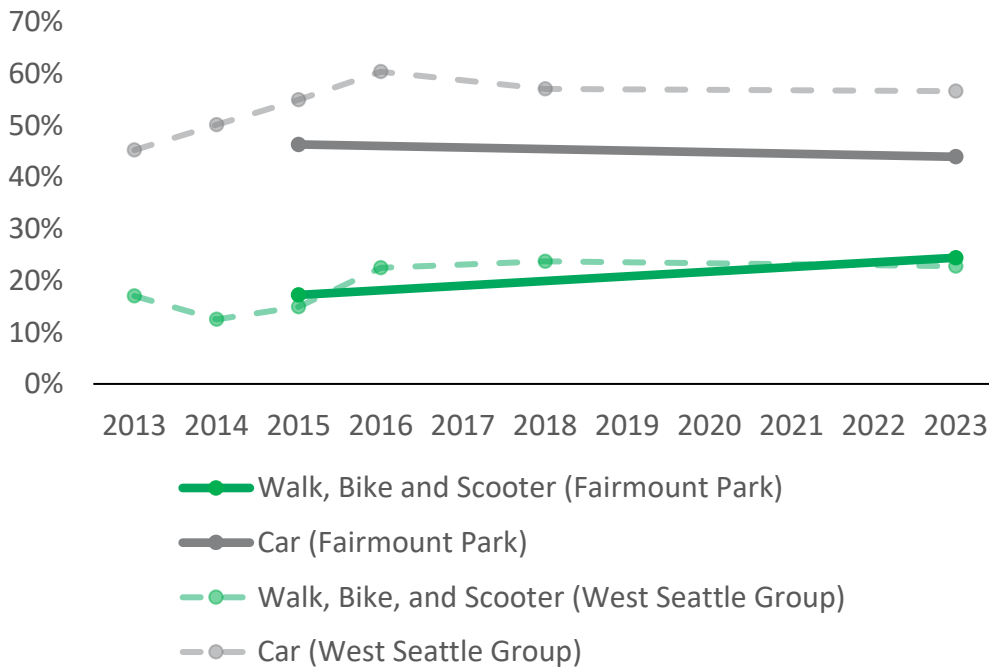 70%
60%
50%
40%
30%
20%
10%
0%
2013 2014 2015 2016 2017 2018 2019 2020 2021 2022 2023
Walk, Bike and Scooter (Fairmount Park)
Car (Fairmount Park)
Walk, Bike, and Scooter (West Seattle Group)
Car (West Seattle Group)